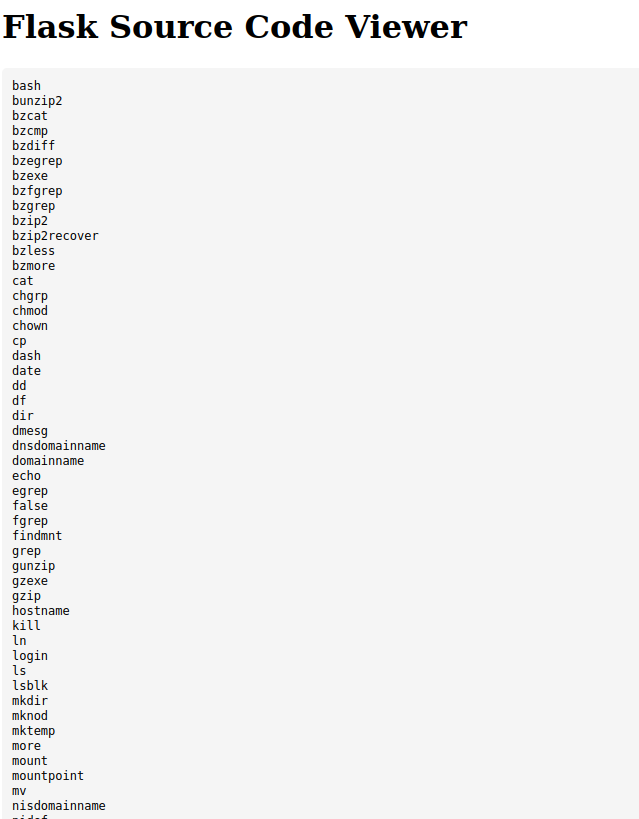 Flask Source Code Viewer
bash
bunzip2
bzcat
bzcmp
bzdiff
bzegrep
bzexe
bzfgrep
bzgrep
bzip2
bzip2recover
bzless
bzmore
cat
chgrp
chmod
chown
cp
dash
date
dd
df
dir
dmesg
dnsdomainname
domainname
echo
egrep
false
fgrep
findmnt
grep
gunzip
gzexe
gzip
hostname
kill
ln
login
ls
lsblk
mkdir
mknod
mktemp
more
mount
mountpoint
mv
nisdomainname